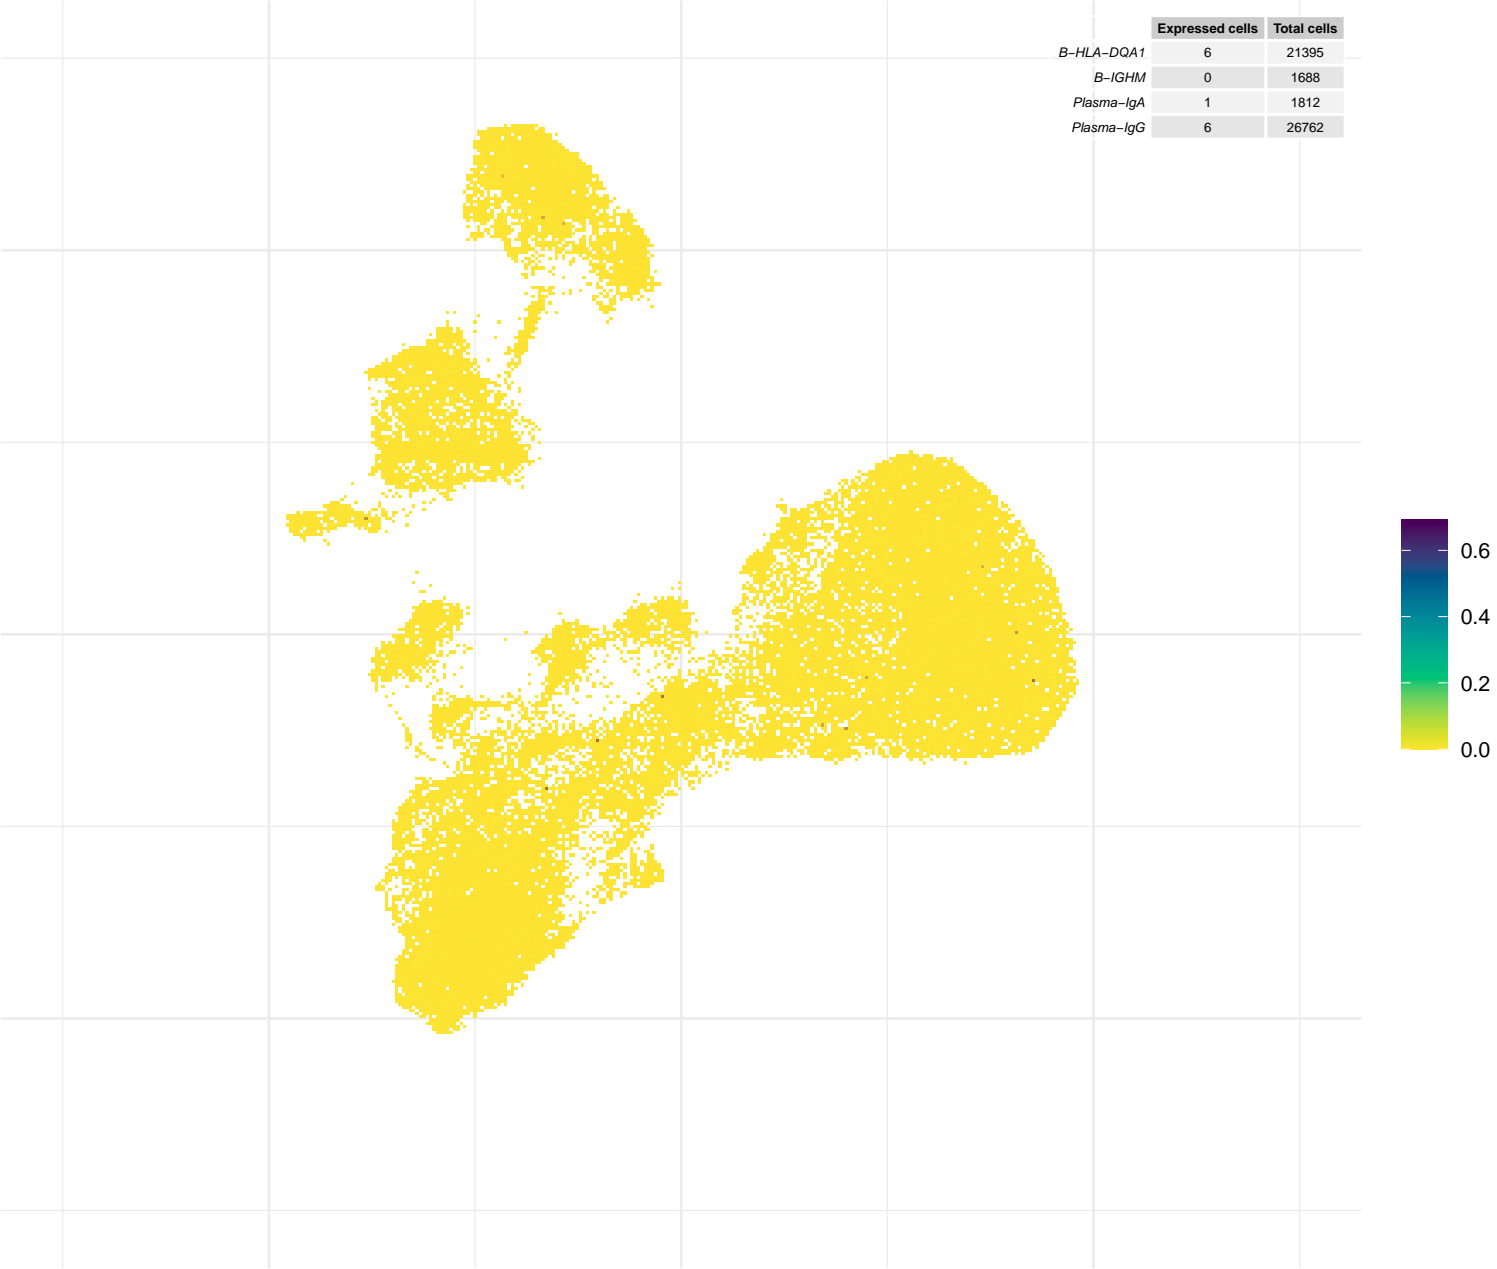 Expressed cells Total cells
B−HLA−DQA1 6 21395
B−IGHM 0 1688
Plasma−IgA 1 1812
Plasma−IgG 6 26762
0.6
0.4
0.2
0.0